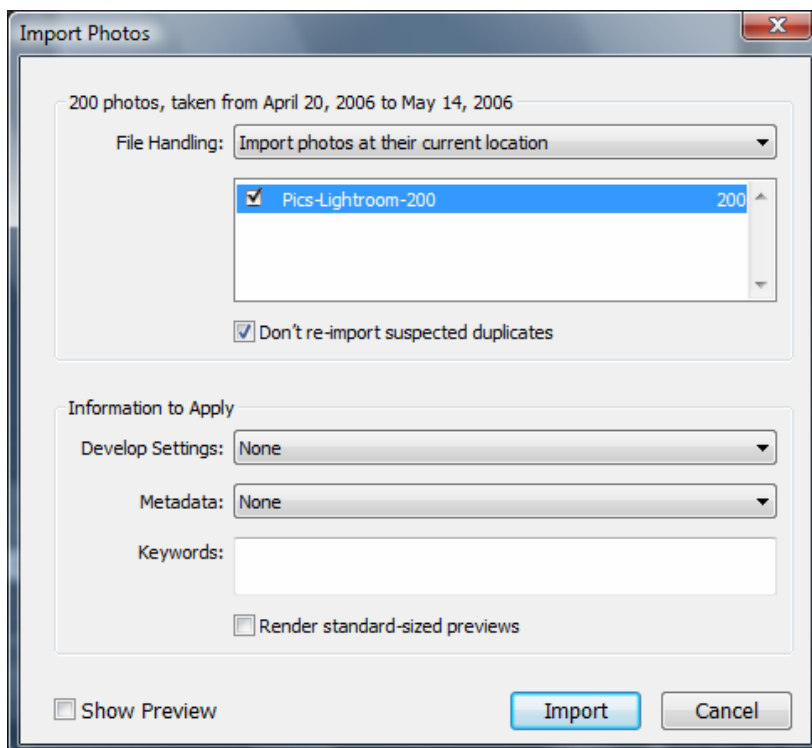 Import Photos
200 photos, taken from April 20, 2006 to May 14, 2006
File Handling: Import photos at their current location
Pics-Lightroom-200 200
Don't re-import suspected duplicates
Information to Apply
Develop Settings: None
Metadata: None
Keywords:
Render standard-sized previews
Show Preview Import Cancel